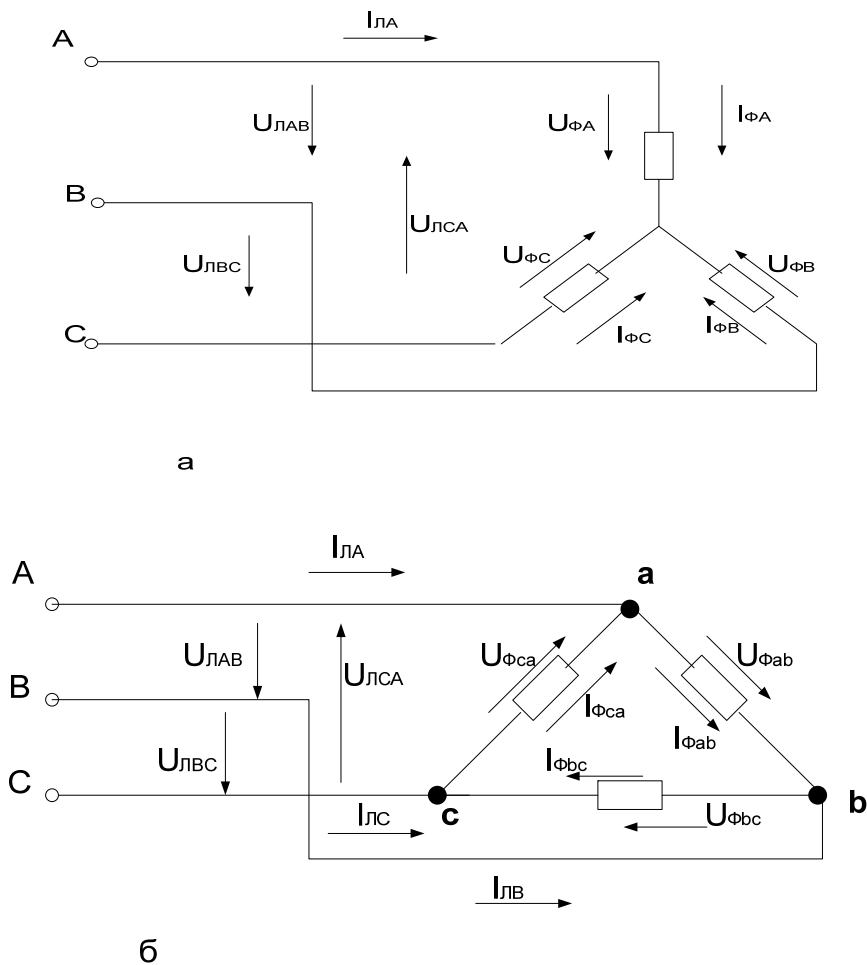 IЛА
А
UЛАВ
UФА
IФА
В
UЛСА
UЛВС
UФС
UФВ
С
IФС
IФВ
а
IЛА
А
a
UЛАВ
UЛСА
UФca
UФab
В
IФca
IФab
UЛВС
IФbc
С
c
b
IЛС
UФbc
IЛВ
б